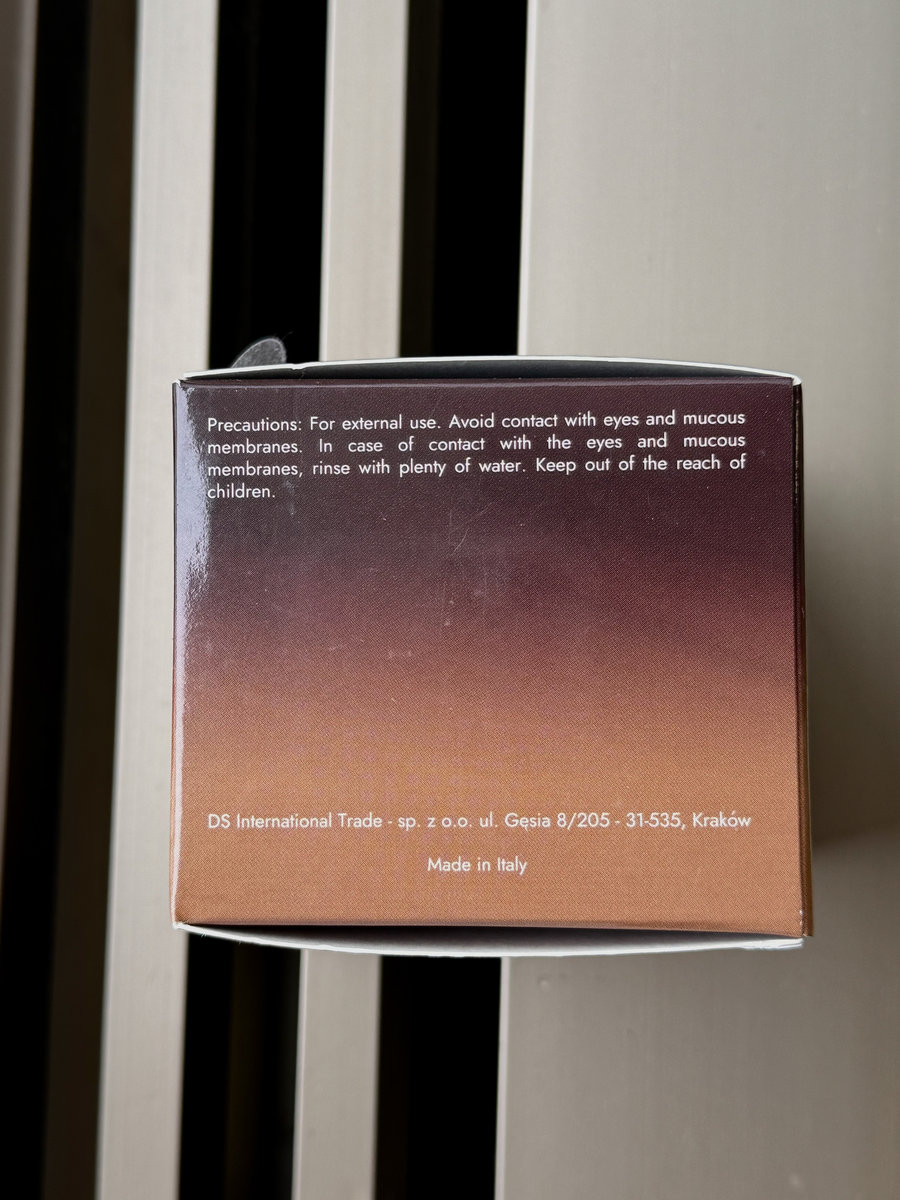 Precautions: For external use. Avoid contact with eyes and mucous
membranes. In case of contact with the eyes and mucous
membranes, rinse with plenty of water. Keep out of the reach of
children.
DS International Trade - sp. z o.o. ul. Gęsia 8/205 - 31-535, Kraków
Made in Italy